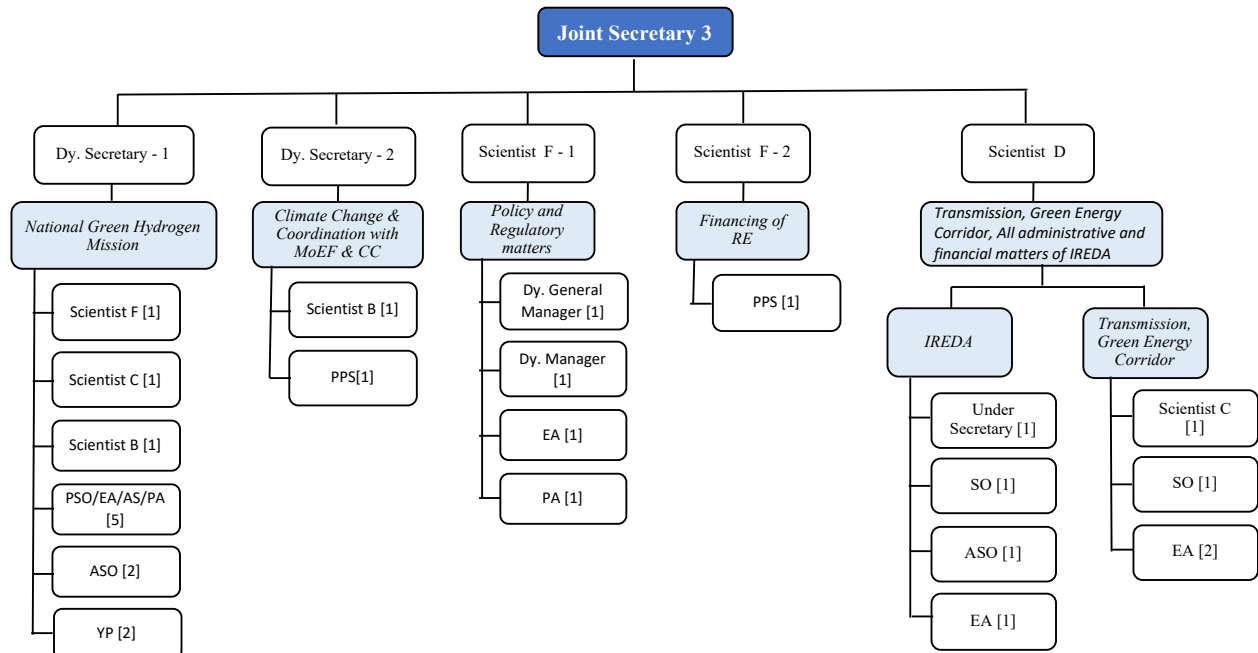 Joint Secretary 3
Dy. Secretary - 1
Dy. Secretary - 2
Scientist F - 1
Scientist F - 2
Scientist D
National Green Hydrogen
Mission
Climate Change &
Coordination with
MoEF & CC
Policy and
Regulatory
matters
Financing of
RE
Transmission, Green Energy
Corridor, All administrative and
financial matters of IREDA
Scientist F [1]
Scientist C [1]
Scientist B [1]
PSO/EA/AS/PA
[5]
ASO [2]
YP [2]
Scientist B [1]
PPS[1]
Dy. General
Manager [1]
Dy. Manager
[1]
EA [1]
PA [1]
PPS [1]
IREDA
Under
Secretary [1]
SO [1]
ASO [1]
EA [1]
Transmission,
Green Energy
Corridor
Scientist C
[1]
SO [1]
EA [2]